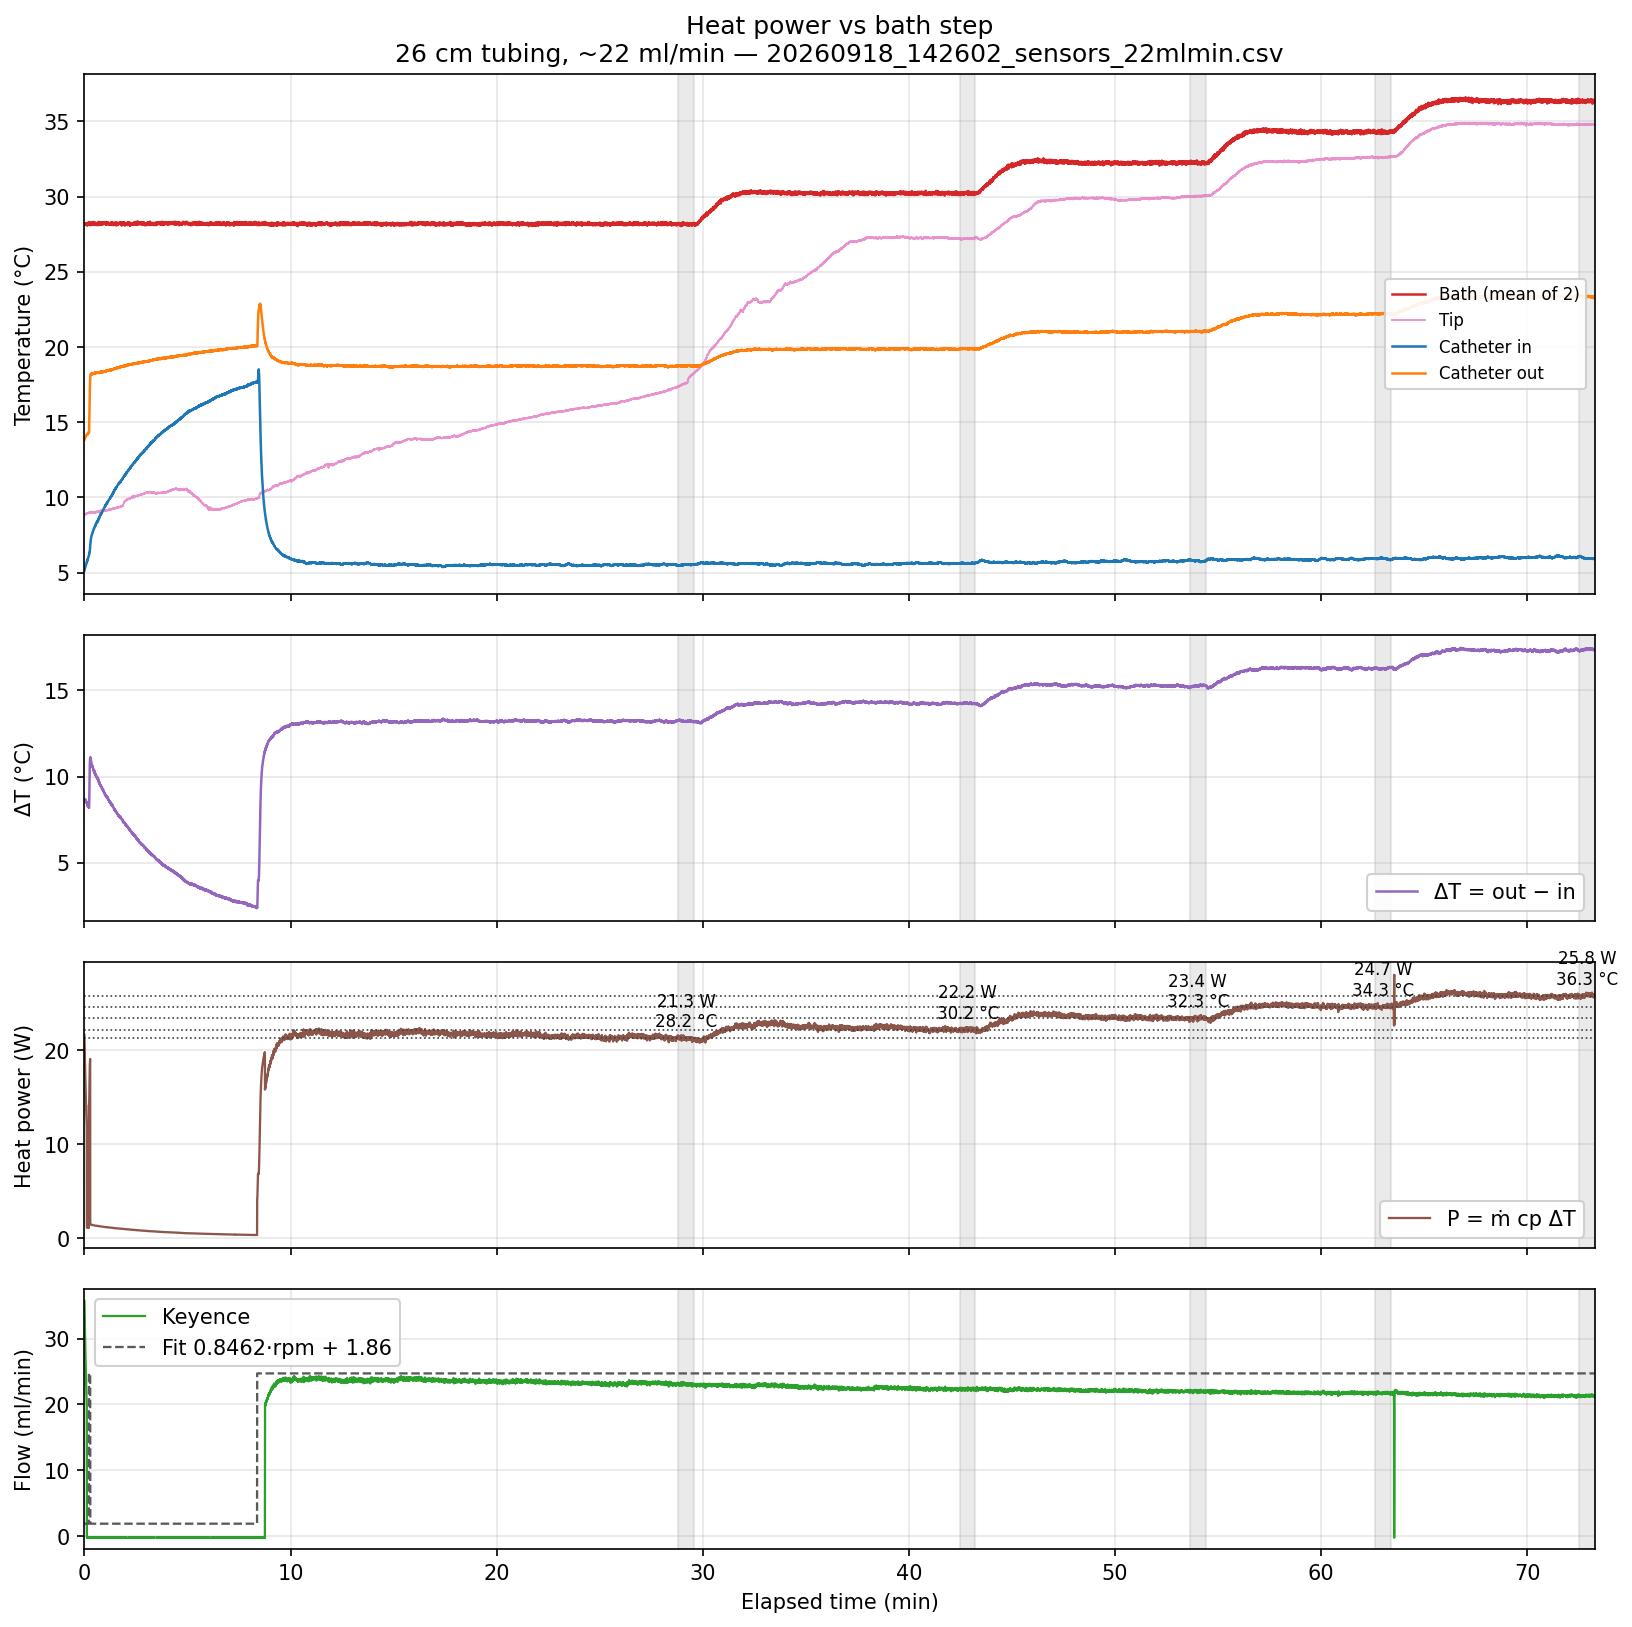 Heat power vs bath step
26 cm tubing, ~22 ml/min — 20260918_142602_sensors_22mlmin.csv
Temperature (°C)
35
30
25
20
15
10
5
Bath (mean of 2)
Tip
Catheter in
Catheter out
ΔT (°C)
15
10
5
ΔT = out − in
Heat power (W)
20
10
0
21.3 W
28.2 °C
22.2 W
30.2 °C
23.4 W
32.3 °C
24.7 W
34.3 °C
25.8 W
36.3 °C
P = ṁ cp ΔT
Flow (ml/min)
30
20
10
0
Keyence
Fit 0.8462·rpm + 1.86
0 10 20 30 40 50 60 70
Elapsed time (min)